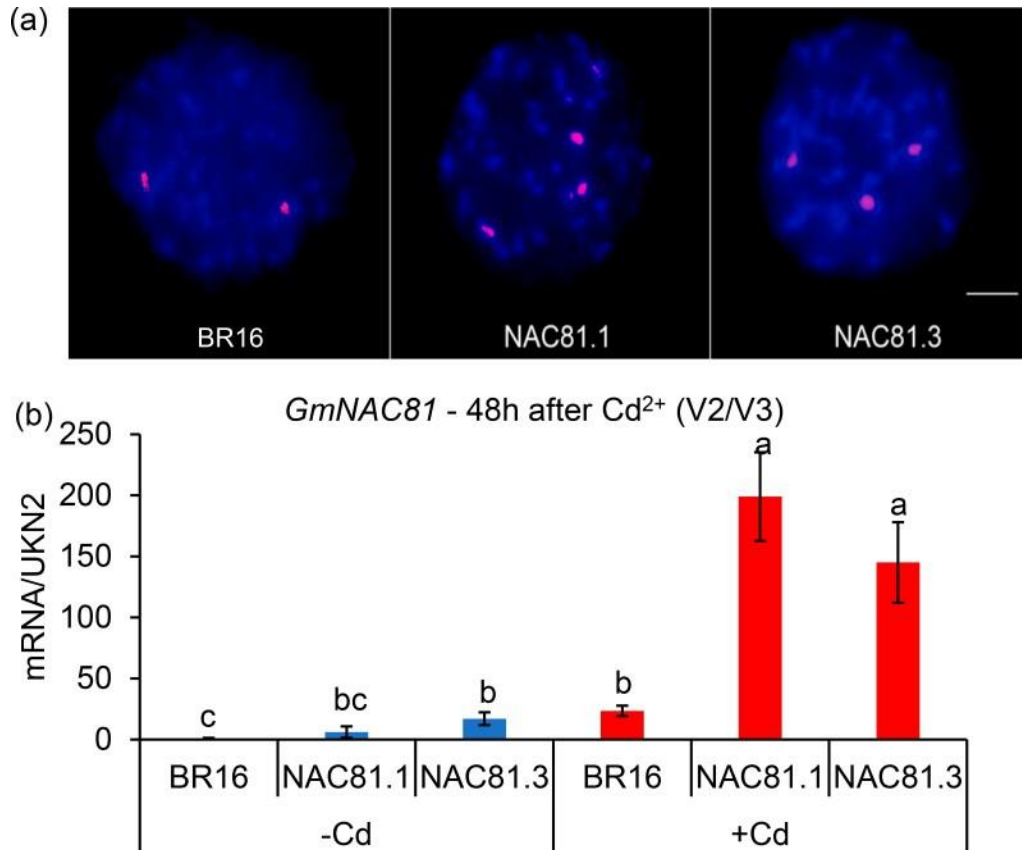 (a)
BR16 NAC81.1 NAC81.3
(b)
GmNAC81 - 48h after Cd²⁺ (V2/V3)
mRNA/UKN2
250
200
150
100
50
0
c bc b b a a
BR16 NAC81.1 NAC81.3 BR16 NAC81.1 NAC81.3
-Cd +Cd